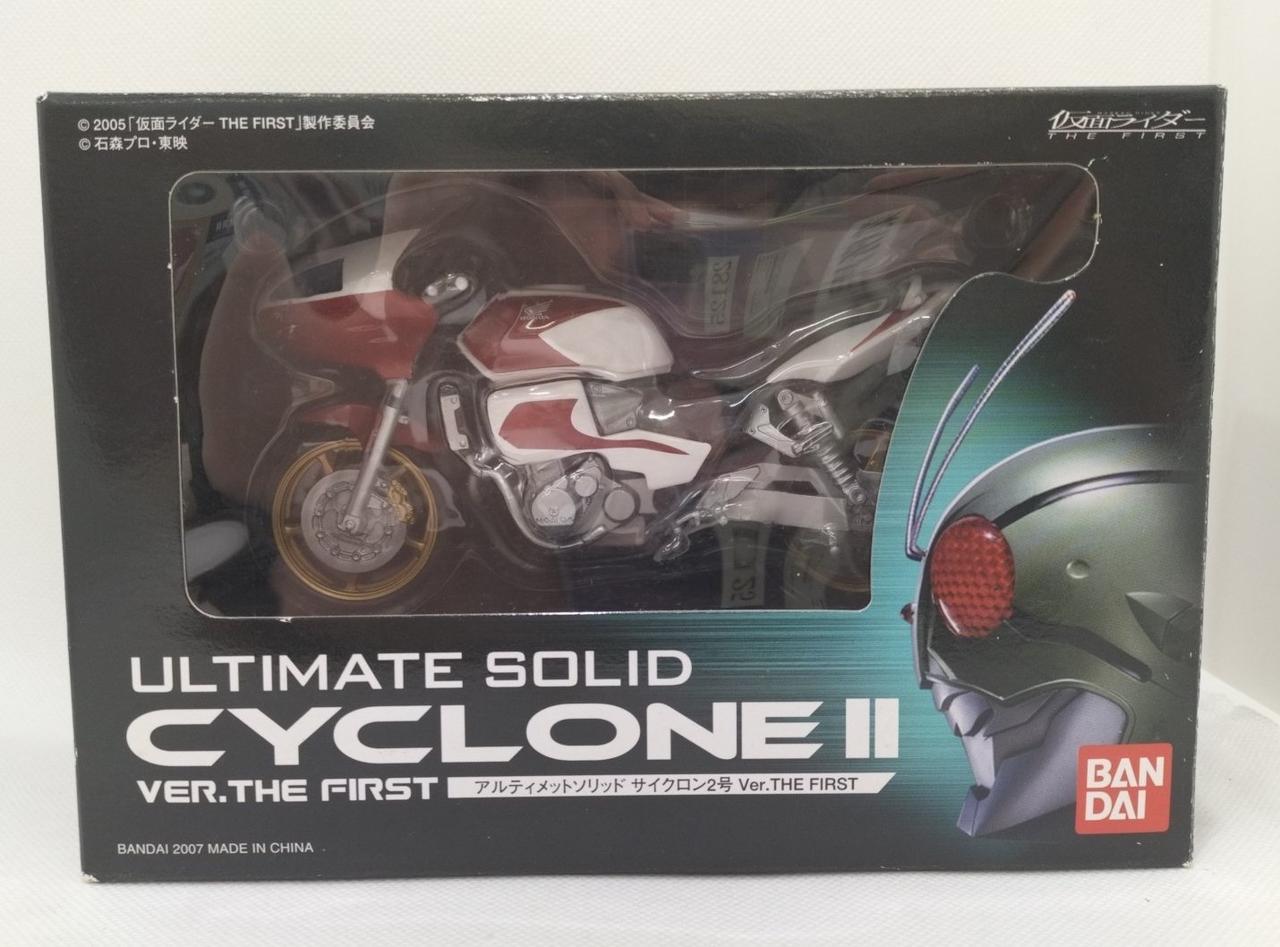 © 2005「仮面ライダー THE FIRST」製作委員会
© 石森プロ・東映
仮面ライダー
THE FIRST
HONDA
HONDA
ULTIMATE SOLID
CYCLONE II
VER.THE FIRST
アルティメットソリッド サイクロン2号 Ver.THE FIRST
BAN
DAI
BANDAI 2007 MADE IN CHINA